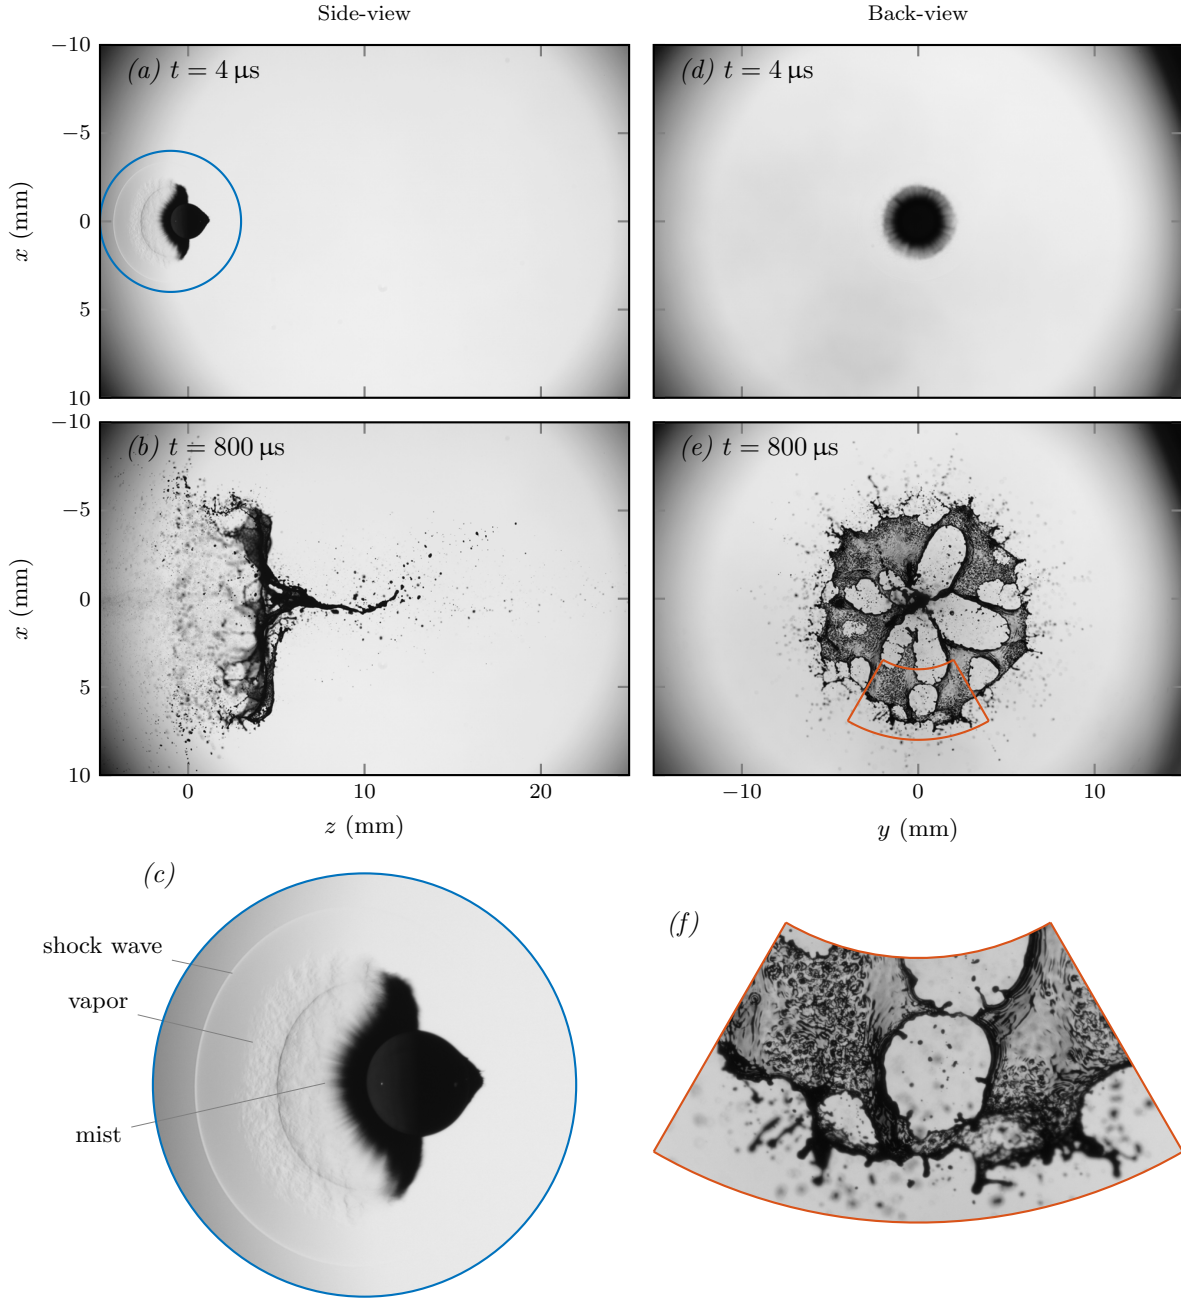 Side-view
Back-view
(a) t = 4 µs
(d) t = 4 µs
−10
−5
0
5
10
x (mm)
(b) t = 800 µs
(e) t = 800 µs
−10
−5
0
5
10
x (mm)
0
10
20
z (mm)
−10
0
10
y (mm)
(c)
shock wave
vapor
mist
(f)